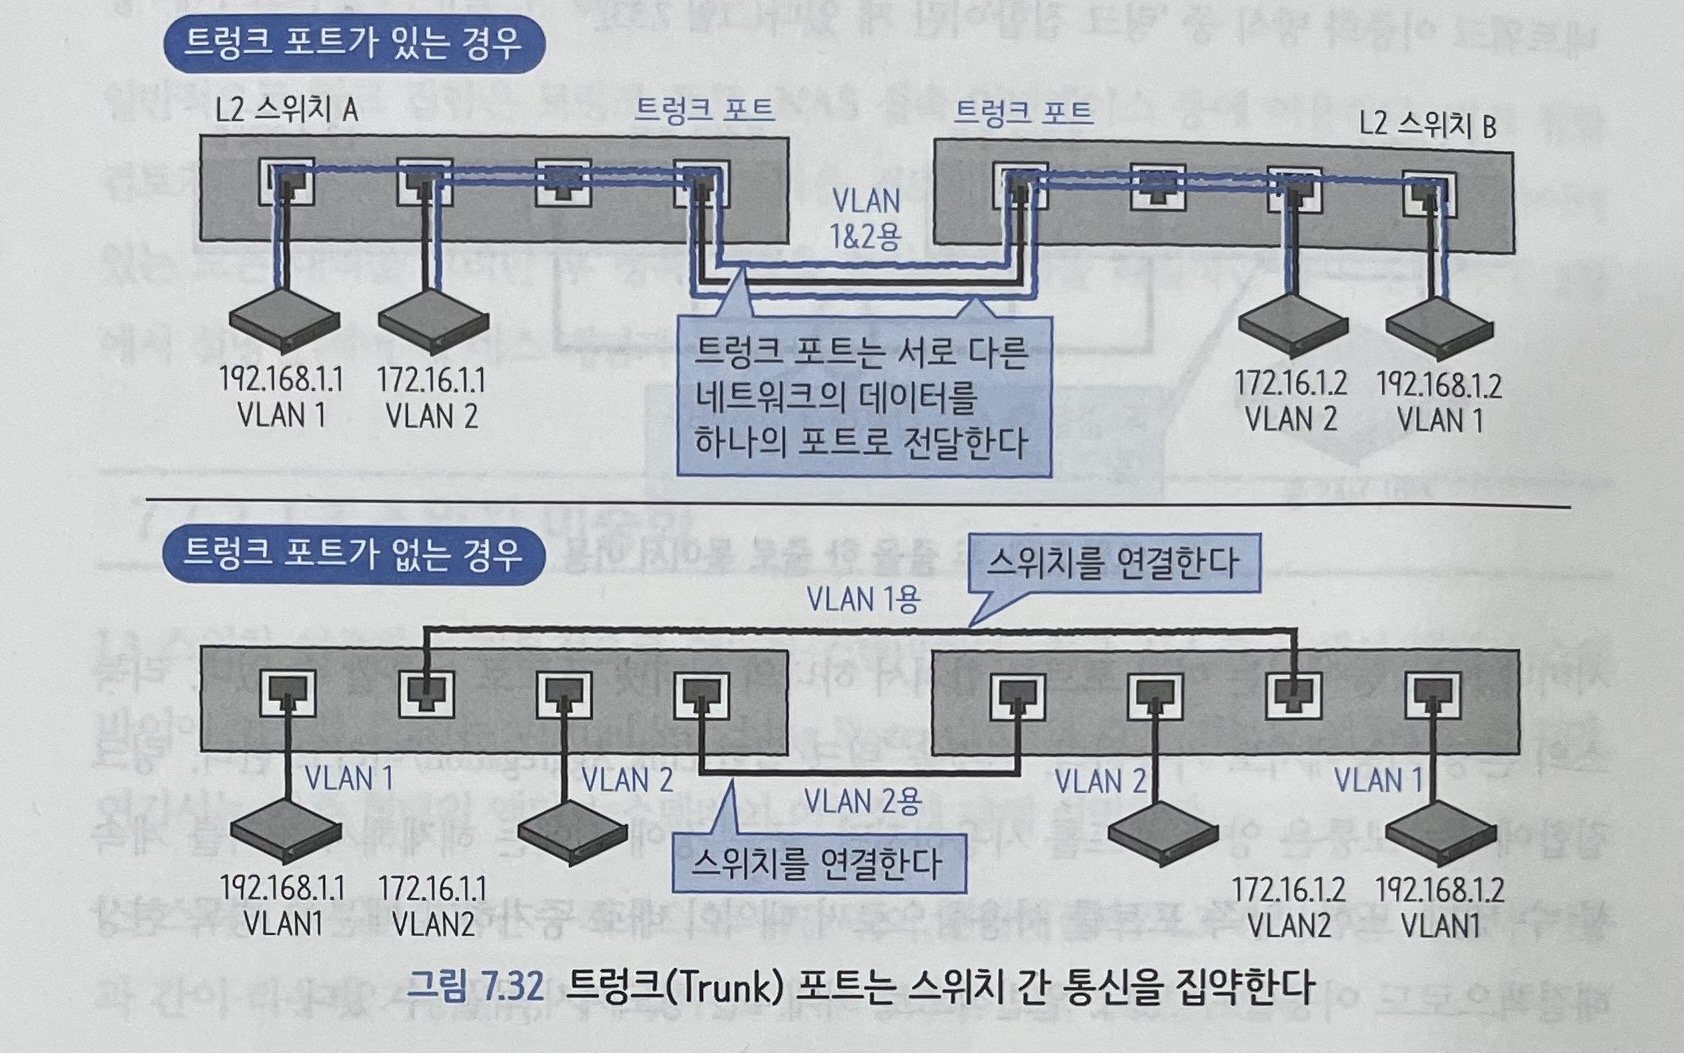 트렁크 포트가 있는 경우
L2 스위치 A
트렁크 포트
트렁크 포트
L2 스위치 B
VLAN
1&2용
트렁크 포트는 서로 다른
네트워크의 데이터를
하나의 포트로 전달한다
192.168.1.1
VLAN 1
172.16.1.1
VLAN 2
172.16.1.2
VLAN 2
192.168.1.2
VLAN 1
트렁크 포트가 없는 경우
스위치를 연결한다
VLAN 1용
VLAN 1
VLAN 2
VLAN 2용
VLAN 2
VLAN 1
스위치를 연결한다
192.168.1.1
VLAN1
172.16.1.1
VLAN2
172.16.1.2
VLAN2
192.168.1.2
VLAN1
그림 7.32 트렁크(Trunk) 포트는 스위치 간 통신을 집약한다